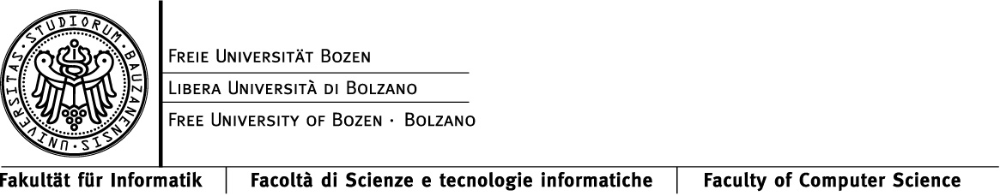 UNIVERSITAS · STUDIORUM · BAUZANENSIS ·
FREIE UNIVERSITÄT BOZEN
LIBERA UNIVERSITÀ DI BOLZANO
FREE UNIVERSITY OF BOZEN · BOLZANO
Fakultät für Informatik
Facoltà di Scienze e tecnologie informatiche
Faculty of Computer Science